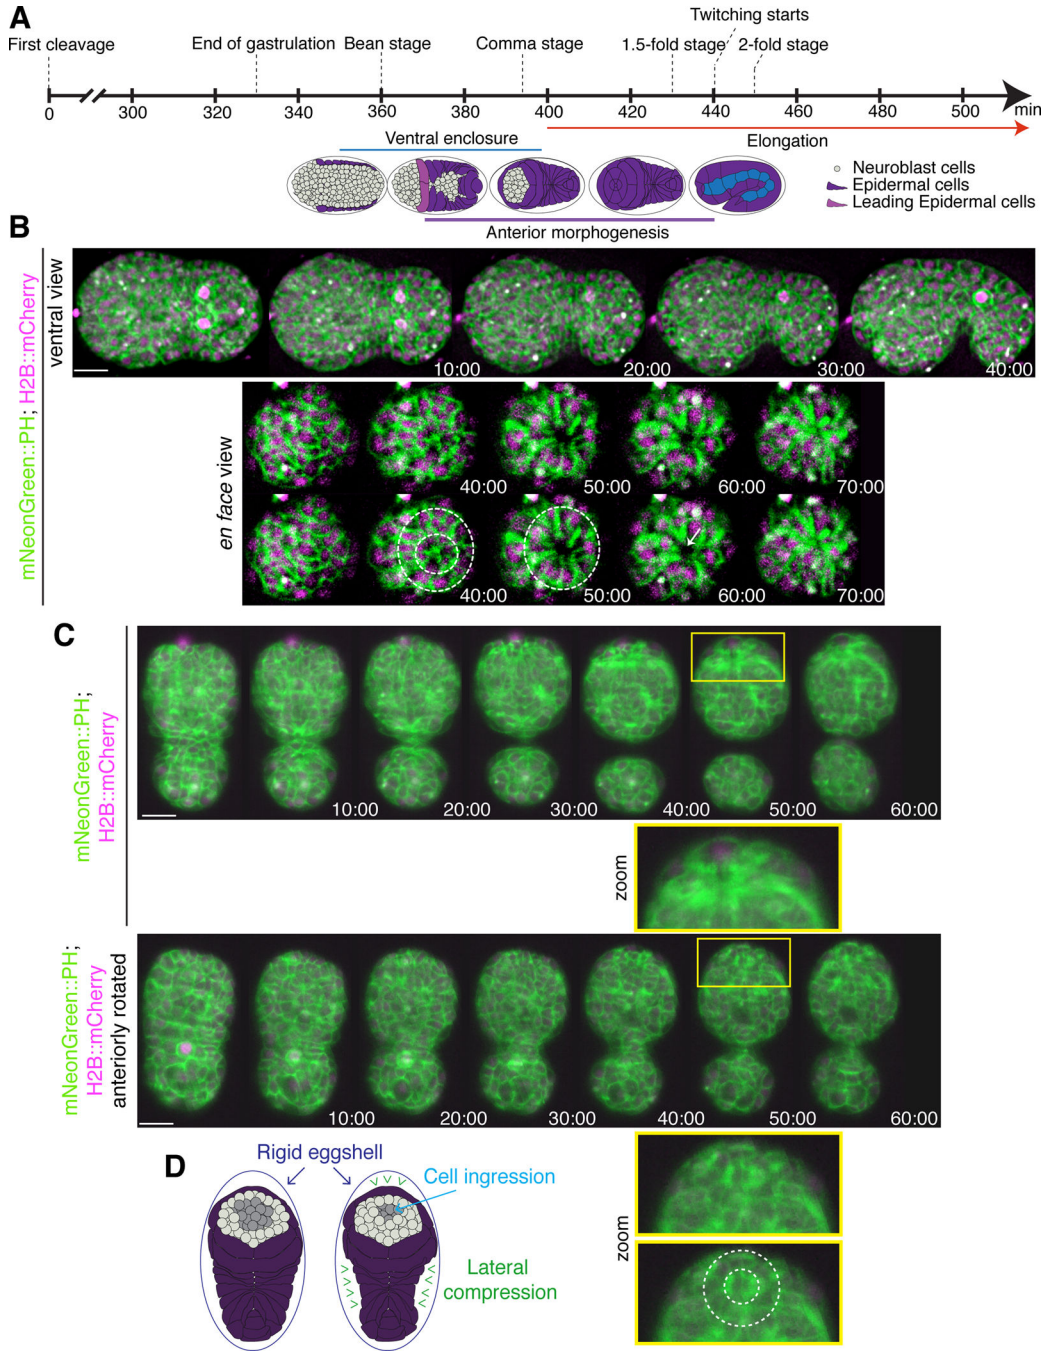 A
Twitching starts
First cleavage
End of gastrulation
Bean stage
Comma stage
1.5-fold stage
2-fold stage
0
300
320
340
360
380
400
420
440
460
480
500
min
Ventral enclosure
Elongation
Neuroblast cells
Epidermal cells
Leading Epidermal cells
Anterior morphogenesis
B
mNeonGreen::PH; H2B::mCherry
ventral view
10:00
20:00
30:00
40:00
en face view
40:00
50:00
60:00
70:00
40:00
50:00
60:00
70:00
C
mNeonGreen::PH;
H2B::mCherry
10:00
20:00
30:00
40:00
50:00
60:00
zoom
mNeonGreen::PH;
H2B::mCherry
anteriorly rotated
10:00
20:00
30:00
40:00
50:00
60:00
zoom
D
Rigid eggshell
Cell ingression
Lateral
compression